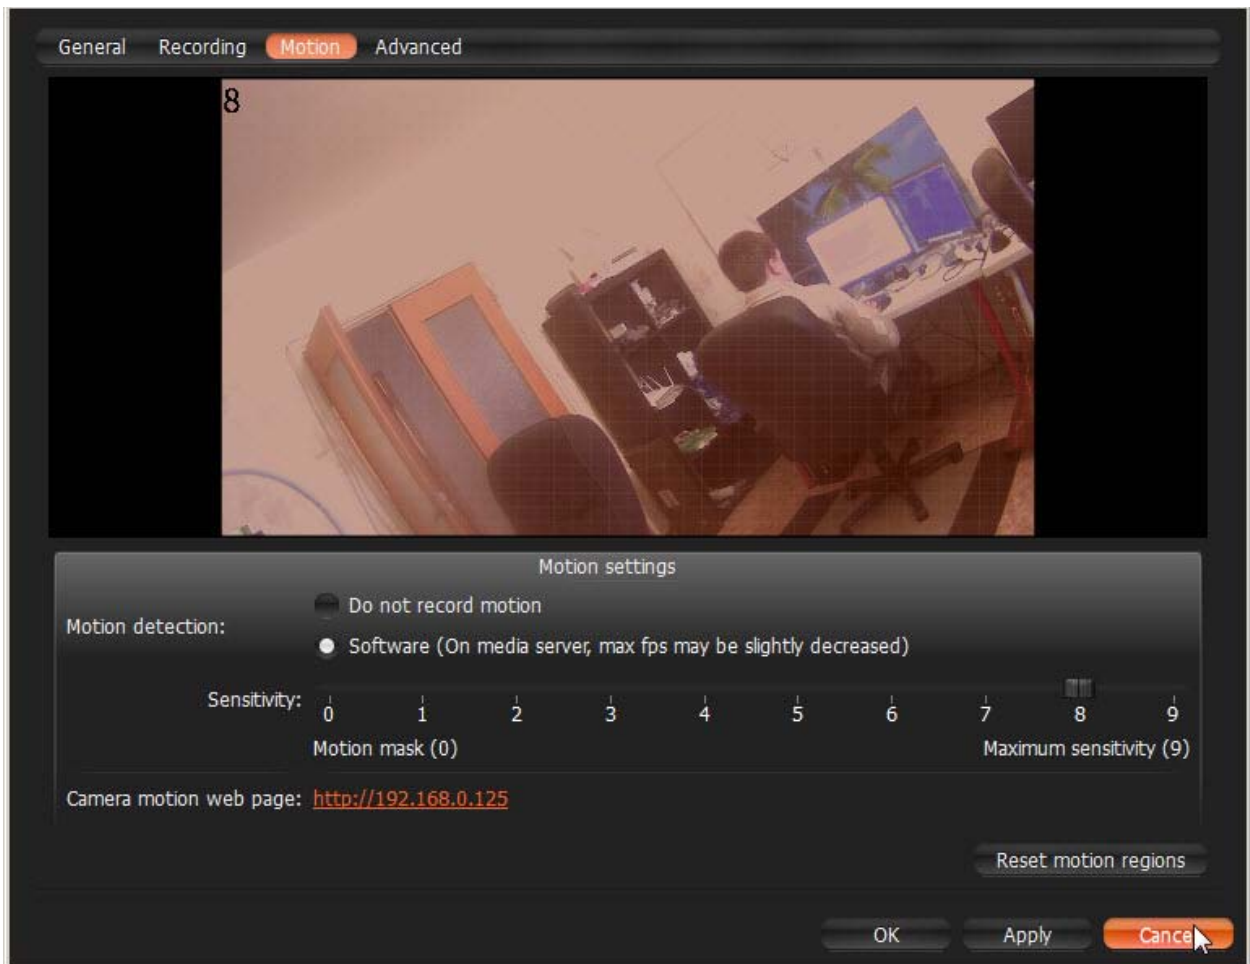 General Recording Motion Advanced
8
Motion settings
Motion detection:
Do not record motion
Software (On media server, max fps may be slightly decreased)
Sensitivity:
0 1 2 3 4 5 6 7 8 9
Motion mask (0) Maximum sensitivity (9)
Camera motion web page: http://192.168.0.125
Reset motion regions
OK Apply Cance